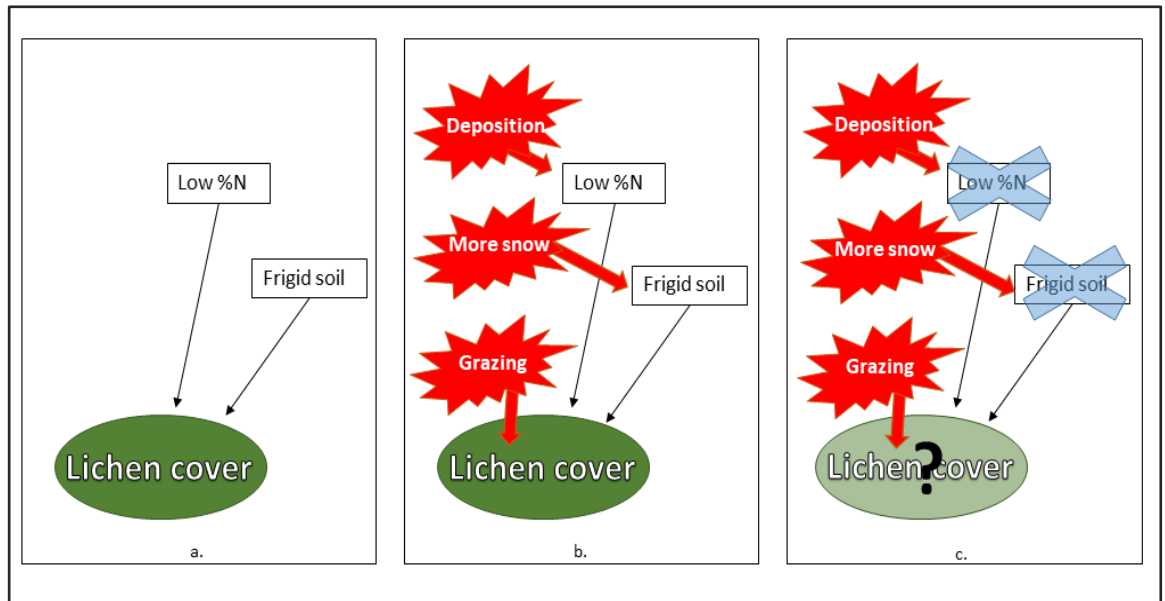 Low %N
Frigid soil
Lichen cover
a.
Deposition
Low %N
More snow
Frigid soil
Grazing
Lichen cover
b.
Deposition
Low %N
More snow
Frigid soil
Grazing
Lichen cover
?
c.